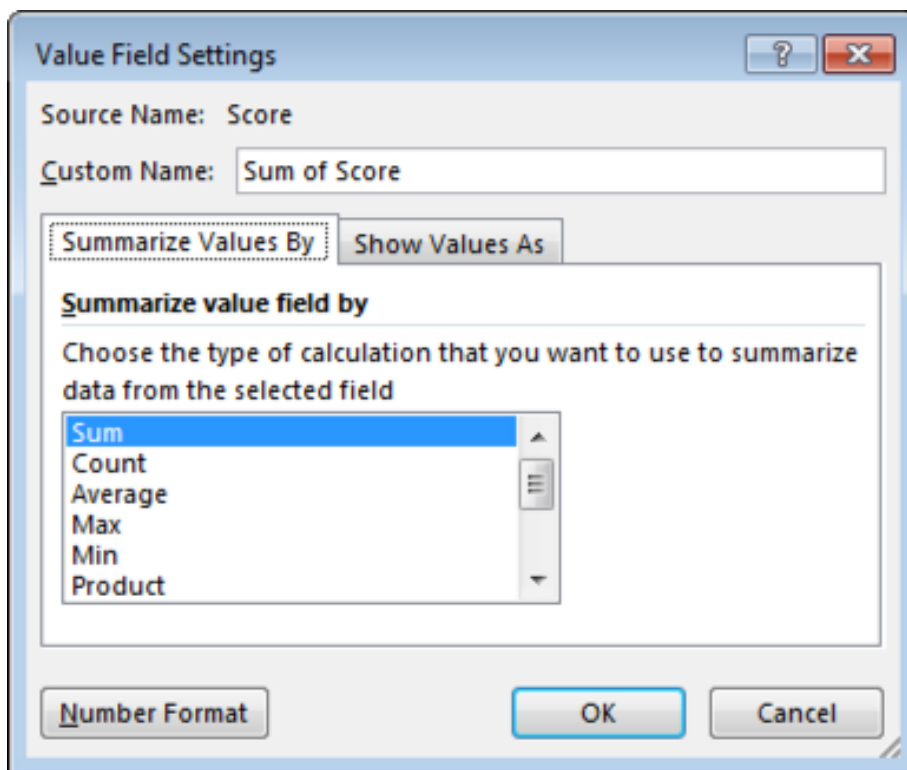 Value Field Settings
Source Name: Score
Custom Name: Sum of Score
Summarize Values By Show Values As
Summarize value field by
Choose the type of calculation that you want to use to summarize
data from the selected field
Sum
Count
Average
Max
Min
Product
Number Format OK Cancel